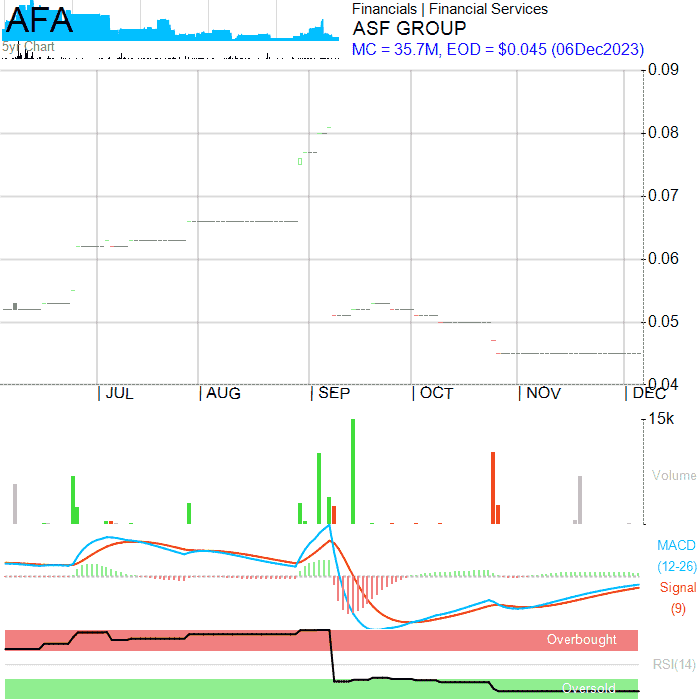 AFA
5yr Chart
Financials | Financial Services
ASF GROUP
MC = 35.7M, EOD = $0.045 (06Dec2023)
0.09
0.08
0.07
0.06
0.05
0.04
| JUL | AUG | SEP | OCT | NOV | DEC
15k
Volume
MACD
(12-26)
Signal
(9)
Overbought
RSI(14)
Oversold